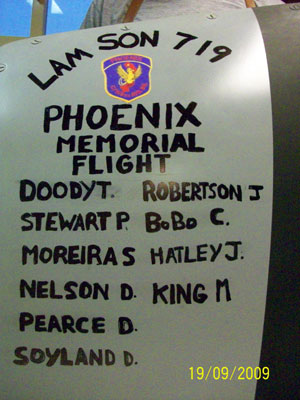 LAM SON 719
PHOENIX
MEMORIAL
FLIGHT
DOODY T. ROBERTSON J
STEWART P. BoBo C.
MOREIRA S HATLEY J.
NELSON D. KING M
PEARCE D.
SOYLAND D.
19/09/2009